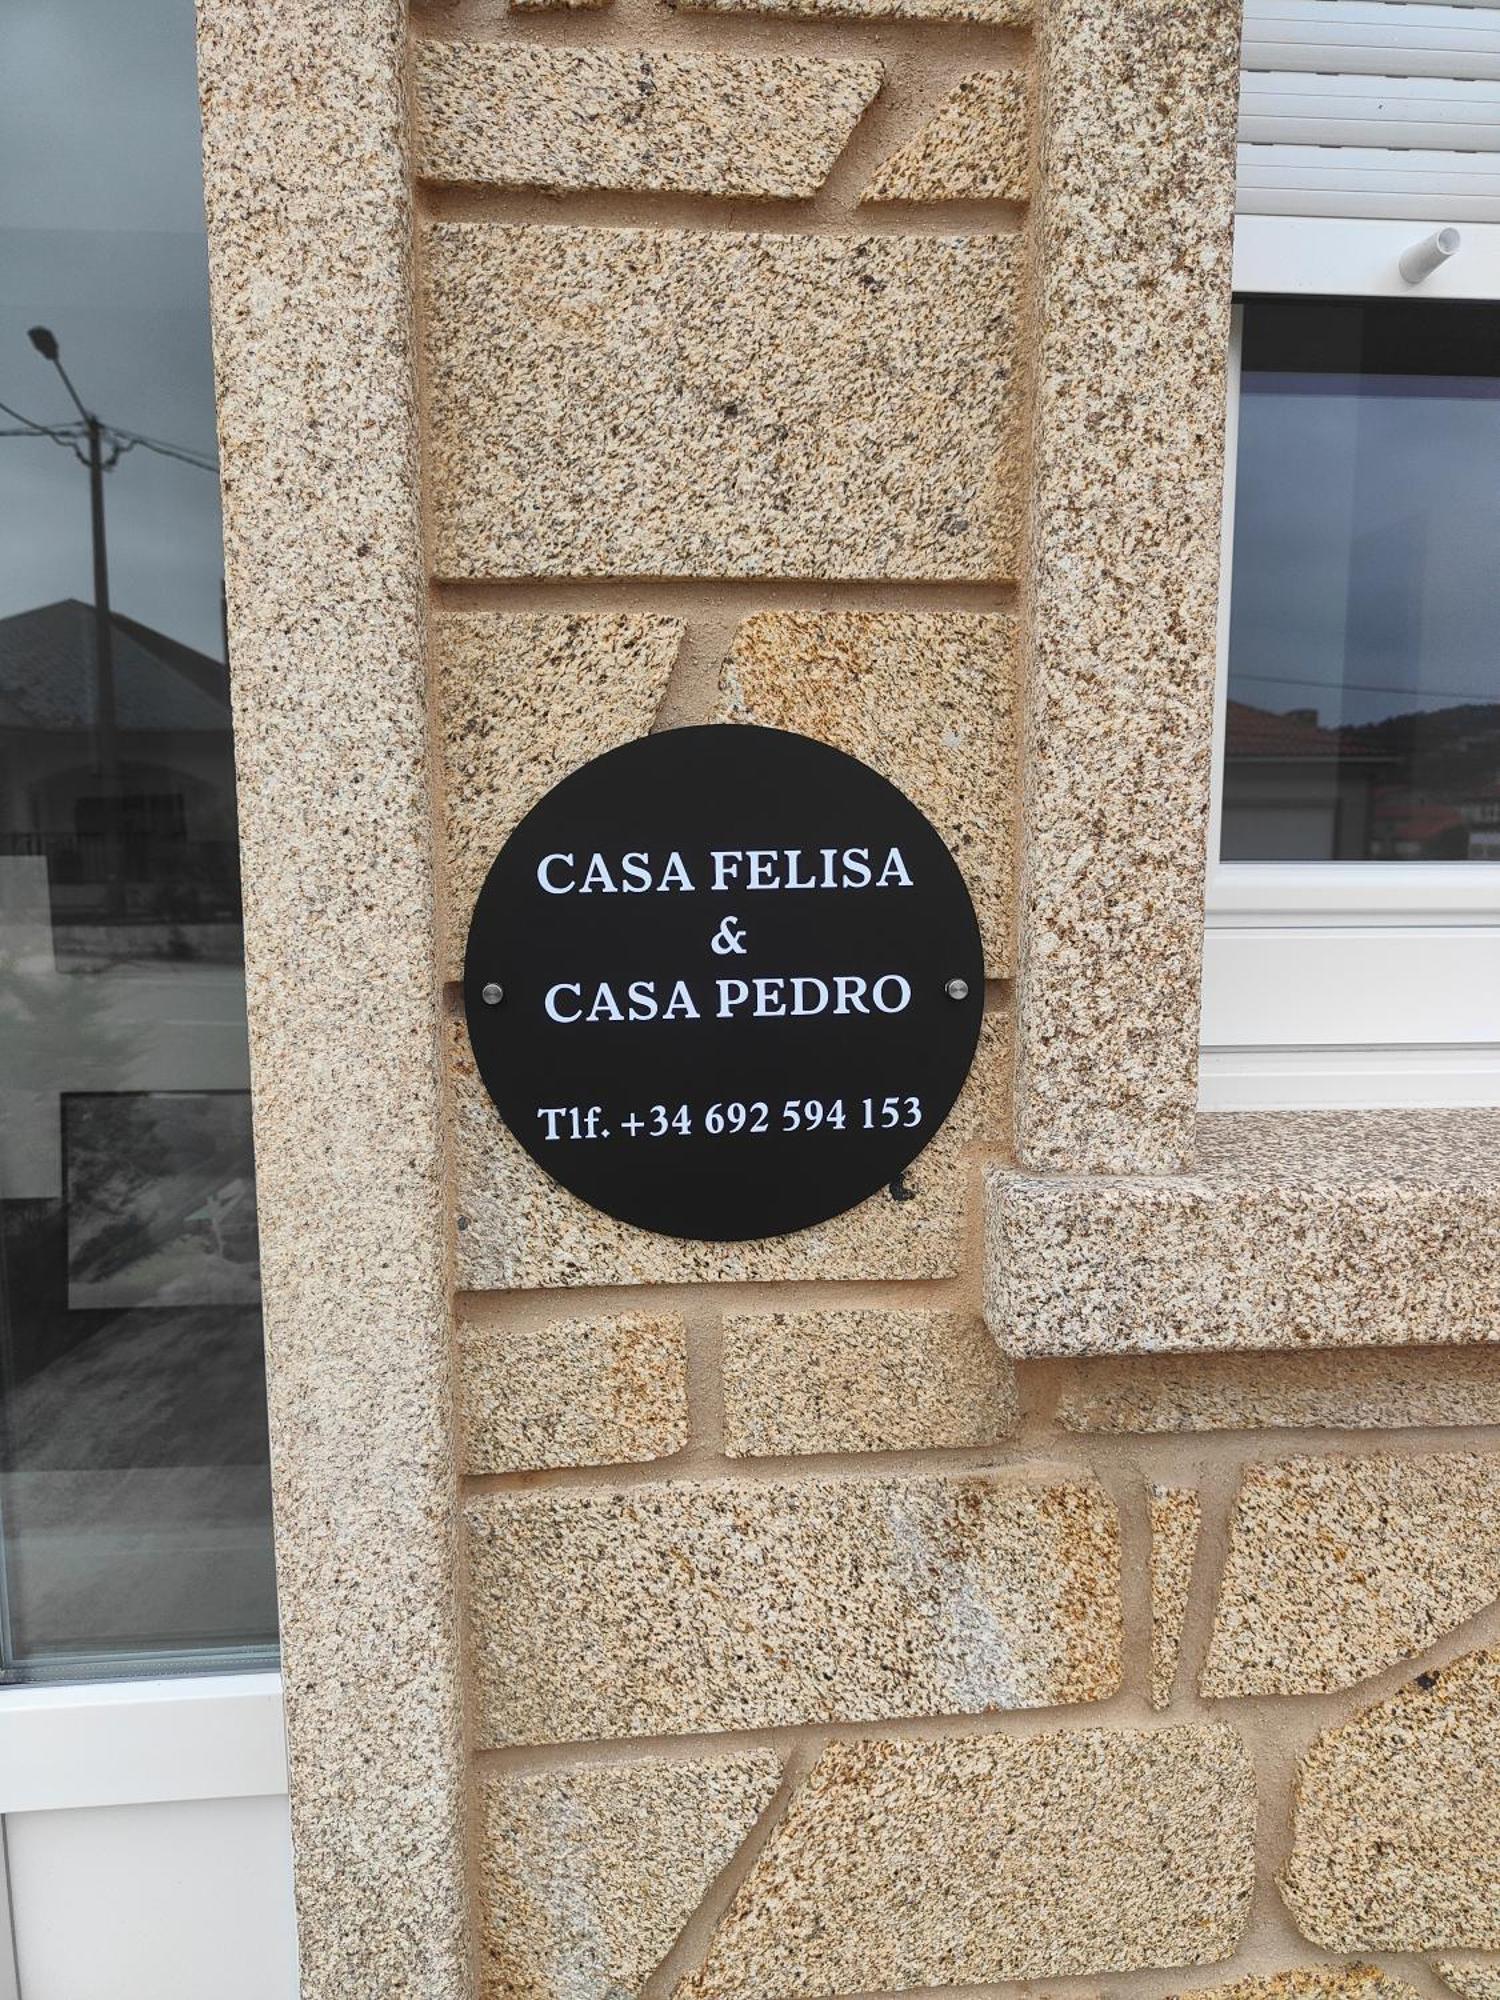 CASA FELISA
&
CASA PEDRO
Tlf. +34 692 594 153